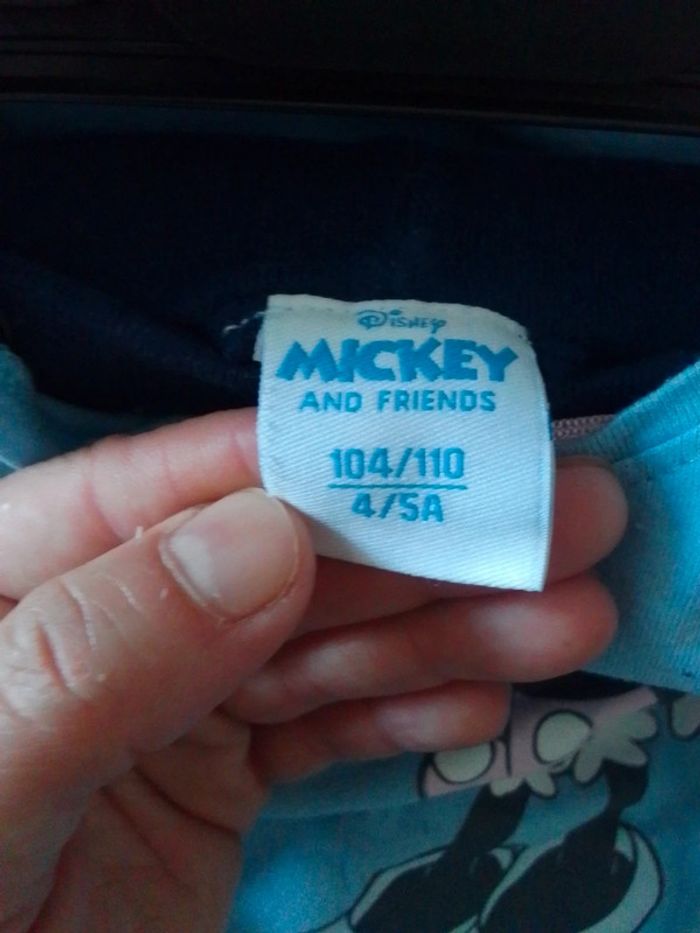 Disney
MICKEY
AND FRIENDS
104/110
4/5A